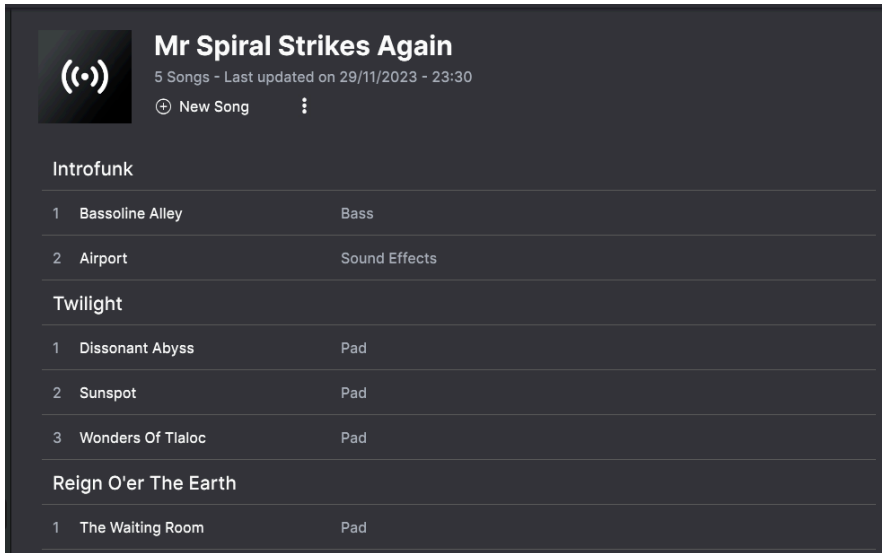 Mr Spiral Strikes Again
5 Songs - Last updated on 29/11/2023 - 23:30
New Song
Introfunk
1 Bassoline Alley Bass
2 Airport Sound Effects
Twilight
1 Dissonant Abyss Pad
2 Sunspot Pad
3 Wonders Of Tlaloc Pad
Reign O'er The Earth
1 The Waiting Room Pad